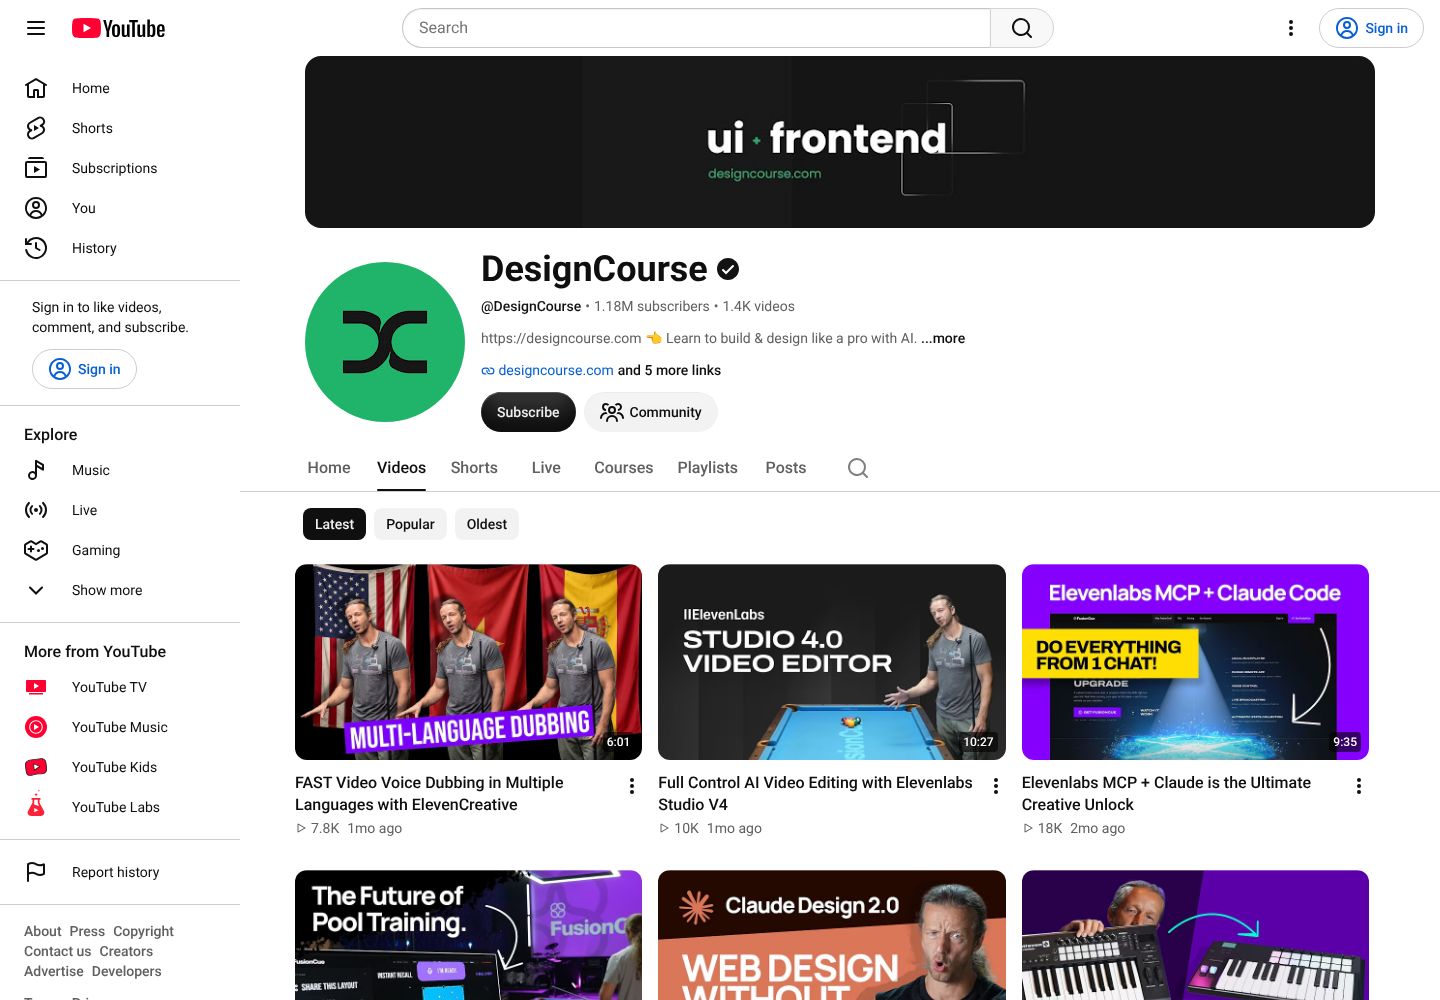 YouTube
Search
Sign in
Home
Shorts
Subscriptions
You
History
Sign in to like videos,
comment, and subscribe.
Sign in
Explore
Music
Live
Gaming
Show more
More from YouTube
YouTube TV
YouTube Music
YouTube Kids
YouTube Labs
Report history
About Press Copyright
Contact us Creators
Advertise Developers
ui + frontend
designcourse.com
DesignCourse
@DesignCourse • 1.18M subscribers • 1.4K videos
https://designcourse.com 👈 Learn to build & design like a pro with AI. ...more
designcourse.com and 5 more links
Subscribe
Community
Home Videos Shorts Live Courses Playlists Posts
Latest Popular Oldest
MULTI-LANGUAGE DUBBING
6:01
FAST Video Voice Dubbing in Multiple
Languages with ElevenCreative
7.8K 1mo ago
IIElevenLabs
STUDIO 4.0
VIDEO EDITOR
10:27
Full Control AI Video Editing with Elevenlabs
Studio V4
10K 1mo ago
Elevenlabs MCP + Claude Code
DO EVERYTHING
FROM 1 CHAT!
UPGRADE
9:35
Elevenlabs MCP + Claude is the Ultimate
Creative Unlock
18K 2mo ago
The Future of
Pool Training.
FusionC
FusionCue
INSTANT RECALL
SHARE THIS LAYOUT
Claude Design 2.0
WEB DESIGN
WITHOUT